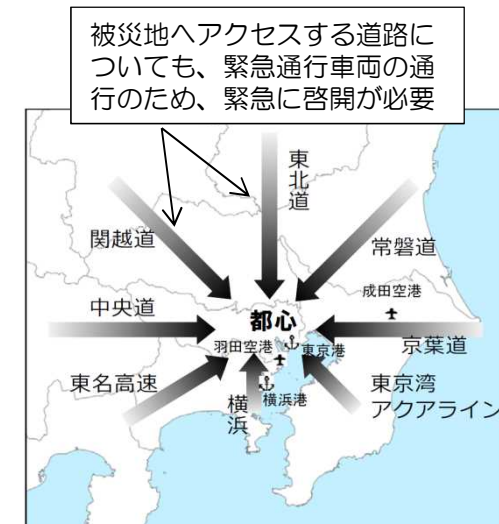 被災地へアクセスする道路に
ついても、緊急通行車両の通
行のため、緊急に啓開が必要
東北道
関越道
常磐道
成田空港
中央道
都心
羽田空港
東京港
京葉道
東名高速
横浜
横浜港
東京湾
アクアライン